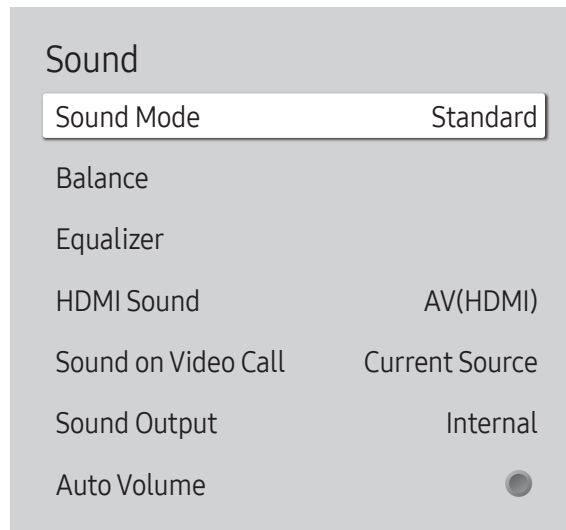 Sound
Sound Mode Standard
Balance
Equalizer
HDMI Sound AV(HDMI)
Sound on Video Call Current Source
Sound Output Internal
Auto Volume